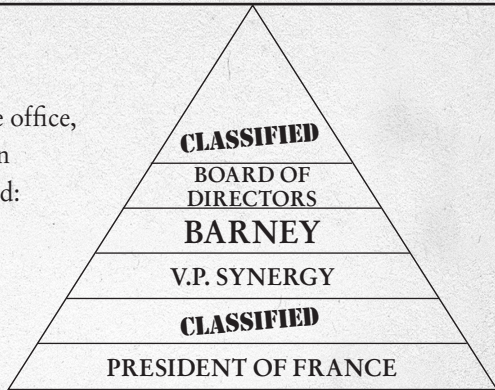 CLASSIFIED
e office,
n
d:
BOARD OF
DIRECTORS
BARNEY
V.P. SYNERGY
CLASSIFIED
PRESIDENT OF FRANCE